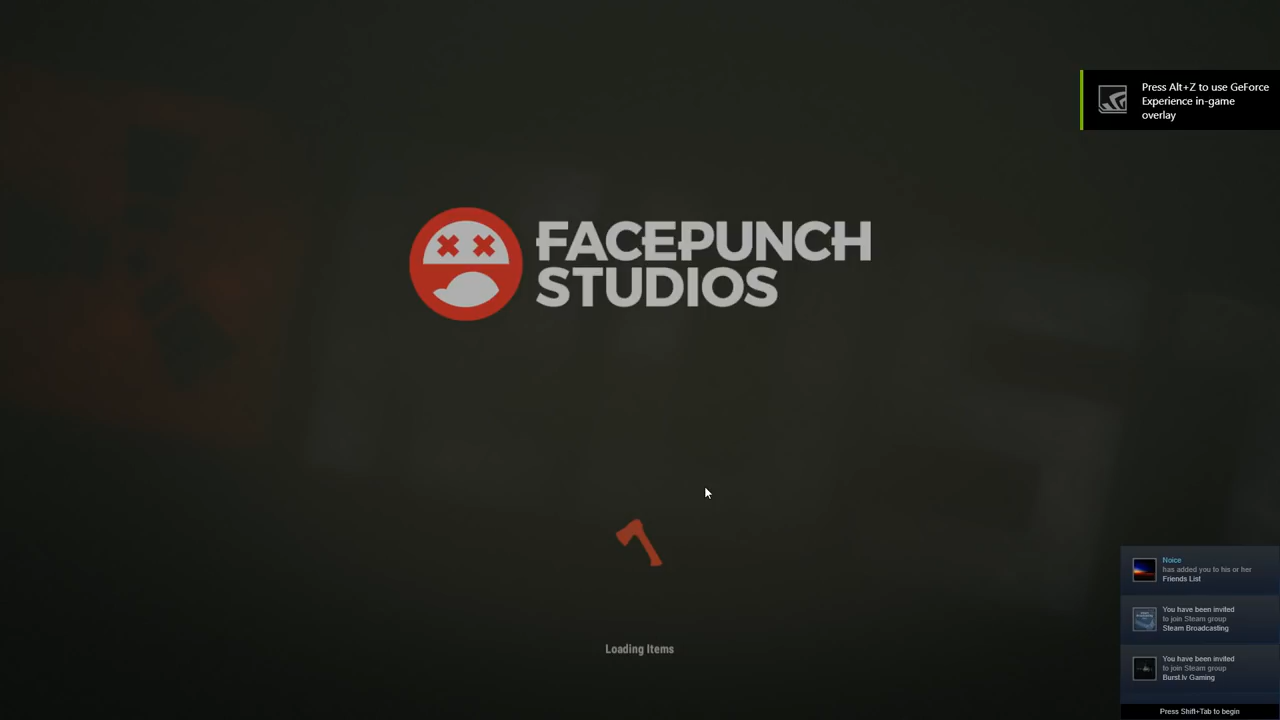 Press Alt+Z to use GeForce
Experience in-game
overlay
FACEPUNCH
STUDIOS
Loading Items
Noice
has added you to his or her
Friends List
You have been invited
to join Steam group
Steam Broadcasting
You have been invited
to join Steam group
Burst.lv Gaming
Press Shift+Tab to begin